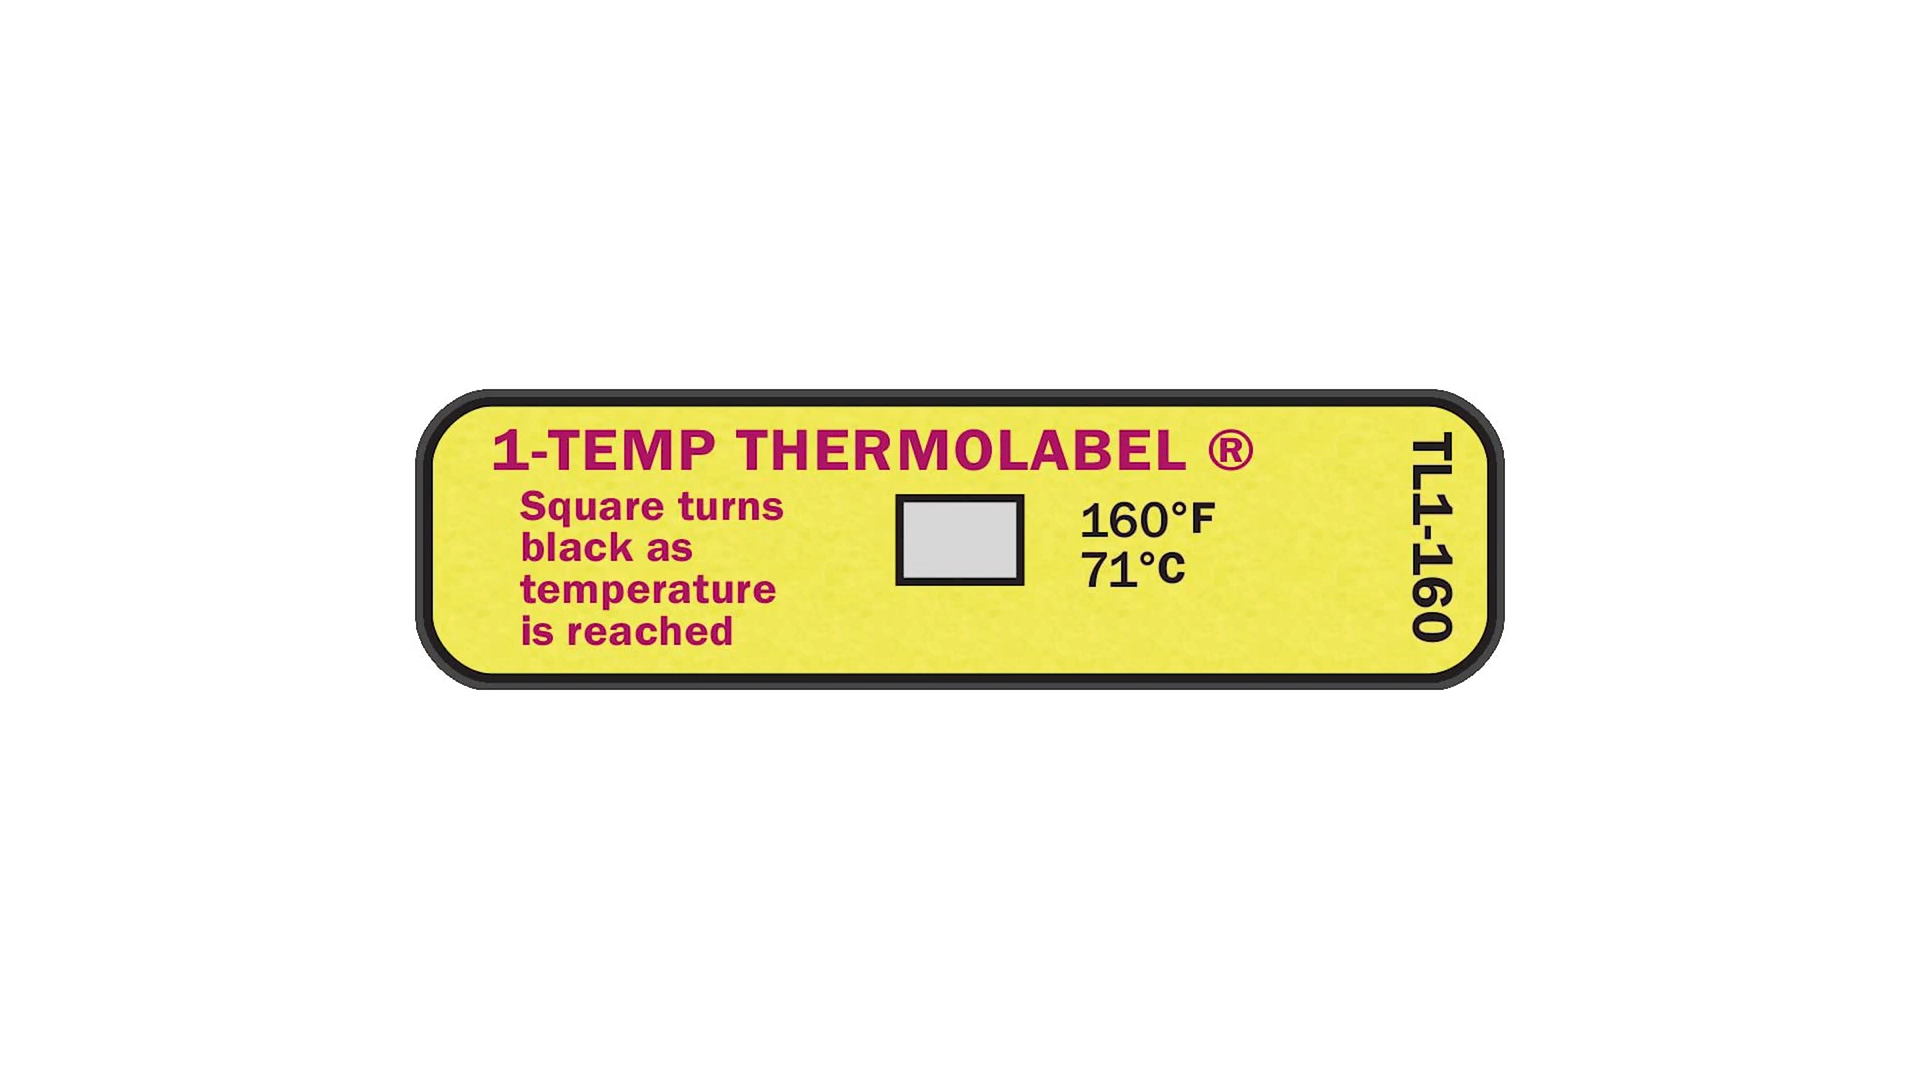 1-TEMP THERMOLABEL ®
Square turns
black as
temperature
is reached
160°F
71°C
TL1-160